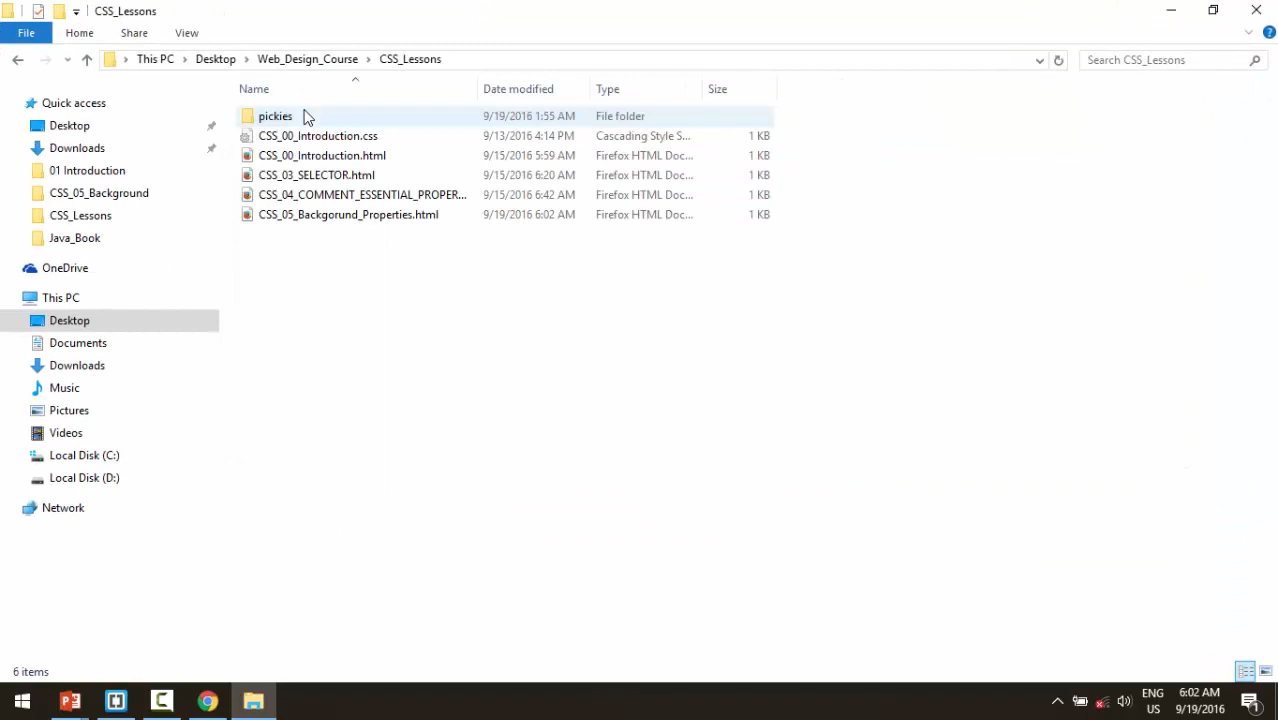 CSS_Lessons
File Home Share View
This PC Desktop Web_Design_Course CSS_Lessons Search CSS_Lessons
Name Date modified Type Size
Quick access
Desktop
Downloads
01 Introduction
CSS_05_Background
CSS_Lessons
Java_Book
OneDrive
This PC
Desktop
Documents
Downloads
Music
Pictures
Videos
Local Disk (C:)
Local Disk (D:)
Network
pickies 9/19/2016 1:55 AM File folder
CSS_00_Introduction.css 9/13/2016 4:14 PM Cascading Style S... 1 KB
CSS_00_Introduction.html 9/15/2016 5:59 AM Firefox HTML Doc... 1 KB
CSS_03_SELECTOR.html 9/15/2016 6:20 AM Firefox HTML Doc... 1 KB
CSS_04_COMMENT_ESSENTIAL_PROPER... 9/15/2016 6:42 AM Firefox HTML Doc... 1 KB
CSS_05_Backgorund_Properties.html 9/19/2016 6:02 AM Firefox HTML Doc... 1 KB
6 items
ENG 6:02 AM
US 9/19/2016
1